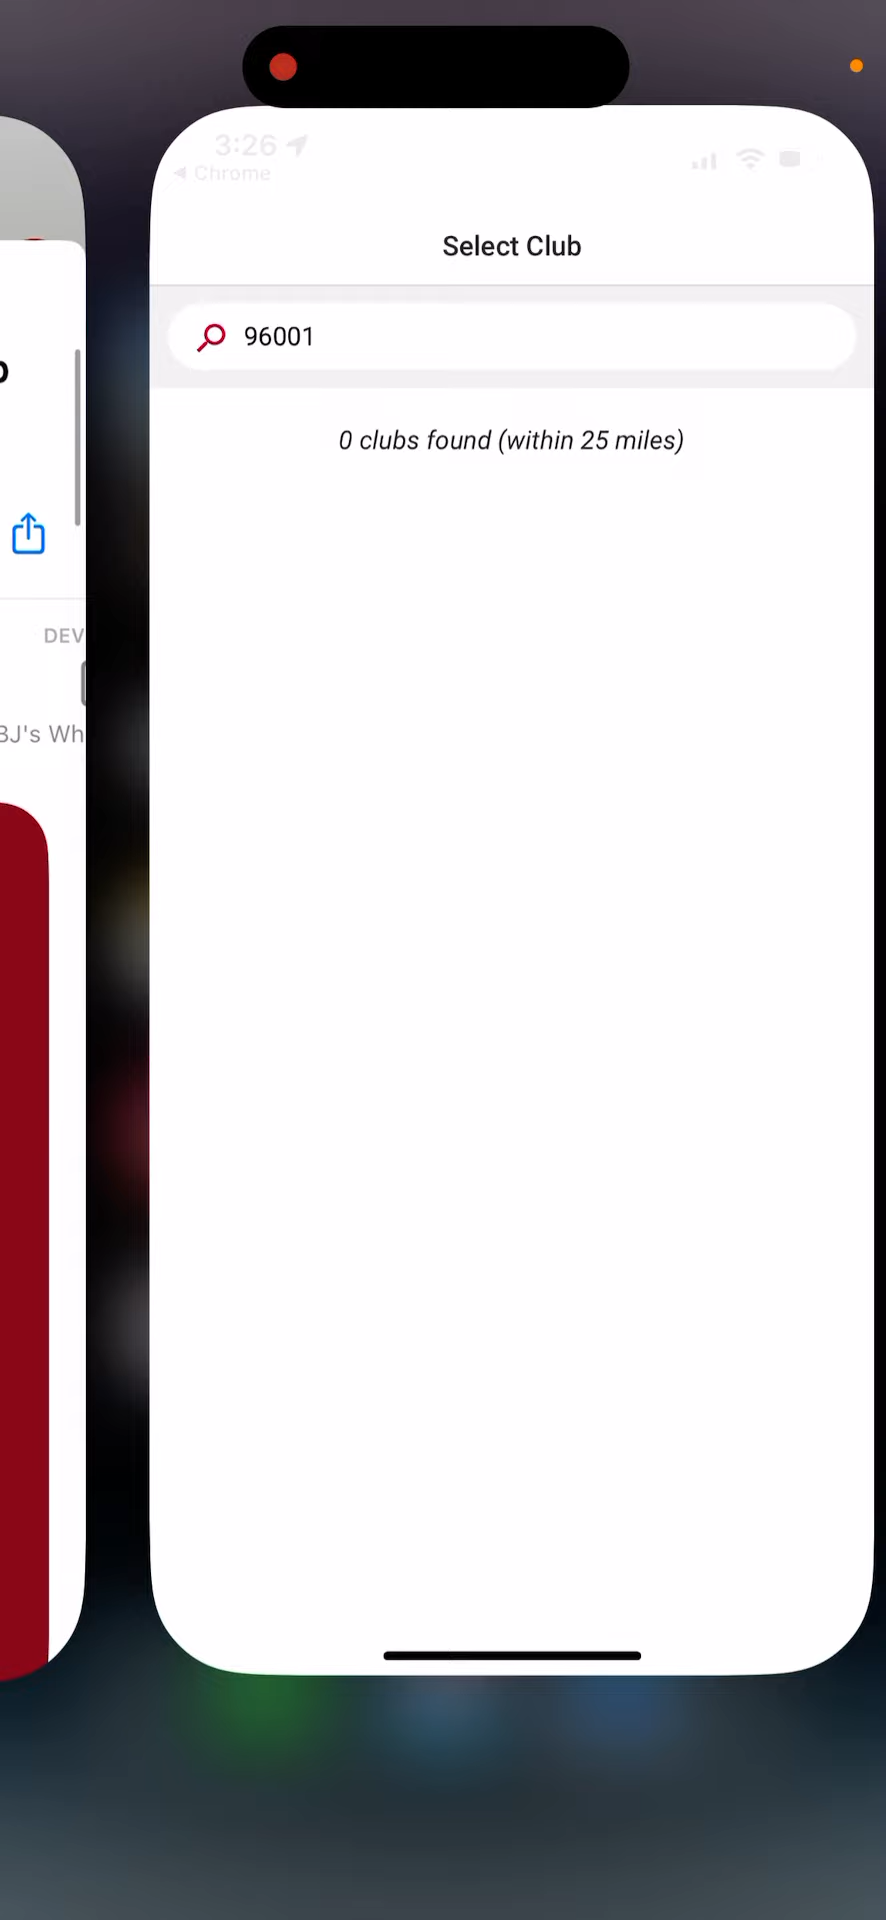 3:26
Chrome
Select Club
96001
0 clubs found (within 25 miles)
DEV
BJ's Wh